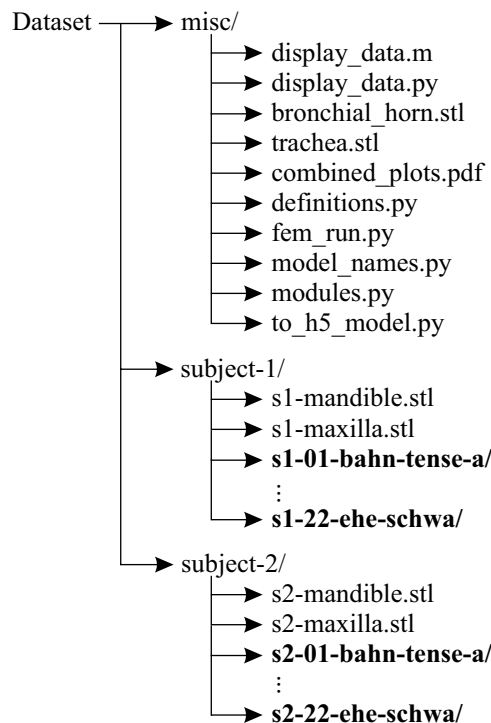 Dataset misc/
display_data.m
display_data.py
bronchial_horn.stl
trachea.stl
combined_plots.pdf
definitions.py
fem_run.py
model_names.py
modules.py
to_h5_model.py
subject-1/
s1-mandible.stl
s1-maxilla.stl
s1-01-bahn-tense-a/
⋮
s1-22-ehe-schwa/
subject-2/
s2-mandible.stl
s2-maxilla.stl
s2-01-bahn-tense-a/
⋮
s2-22-ehe-schwa/